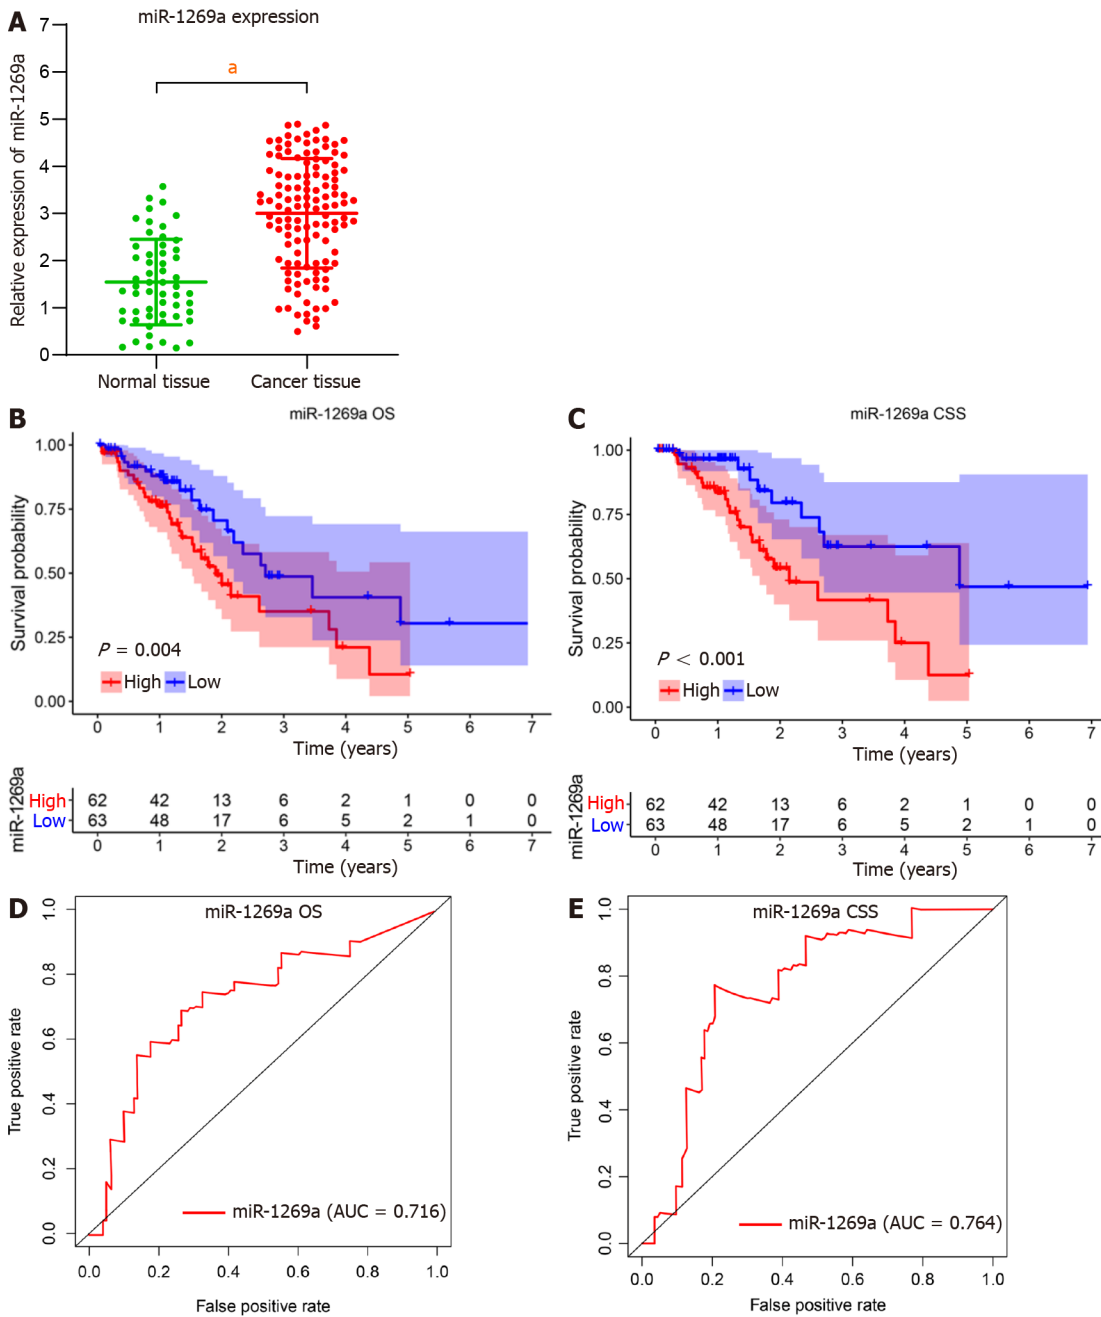 A
miR-1269a expression
Relative expression of miR-1269a
7
6
5
4
3
2
1
0
a
Normal tissue
Cancer tissue
B
miR-1269a OS
Survival probability
1.00
0.75
0.50
0.25
0.00
P = 0.004
High Low
0 1 2 3 4 5 6 7
Time (years)
miR-1269a
High 62 42 13 6 2 1 0 0
Low 63 48 17 6 5 2 1 0
0 1 2 3 4 5 6 7
Time (years)
C
miR-1269a CSS
Survival probability
1.00
0.75
0.50
0.25
0.00
P < 0.001
High Low
0 1 2 3 4 5 6 7
Time (years)
miR-1269a
High 62 42 13 6 2 1 0 0
Low 63 48 17 6 5 2 1 0
0 1 2 3 4 5 6 7
Time (years)
D
miR-1269a OS
True positive rate
1.0
0.8
0.6
0.4
0.2
0.0
miR-1269a (AUC = 0.716)
0.0 0.2 0.4 0.6 0.8 1.0
False positive rate
E
miR-1269a CSS
True positive rate
1.0
0.8
0.6
0.4
0.2
0.0
miR-1269a (AUC = 0.764)
0.0 0.2 0.4 0.6 0.8 1.0
False positive rate